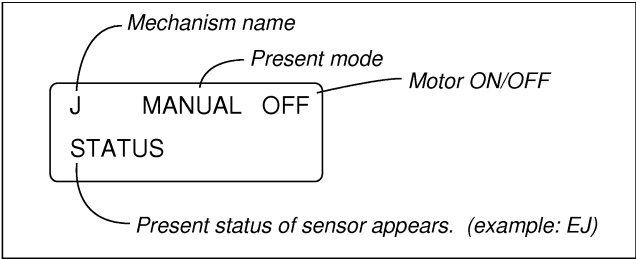 Mechanism name
Present mode
Motor ON/OFF
J MANUAL OFF
STATUS
Present status of sensor appears. (example: EJ)